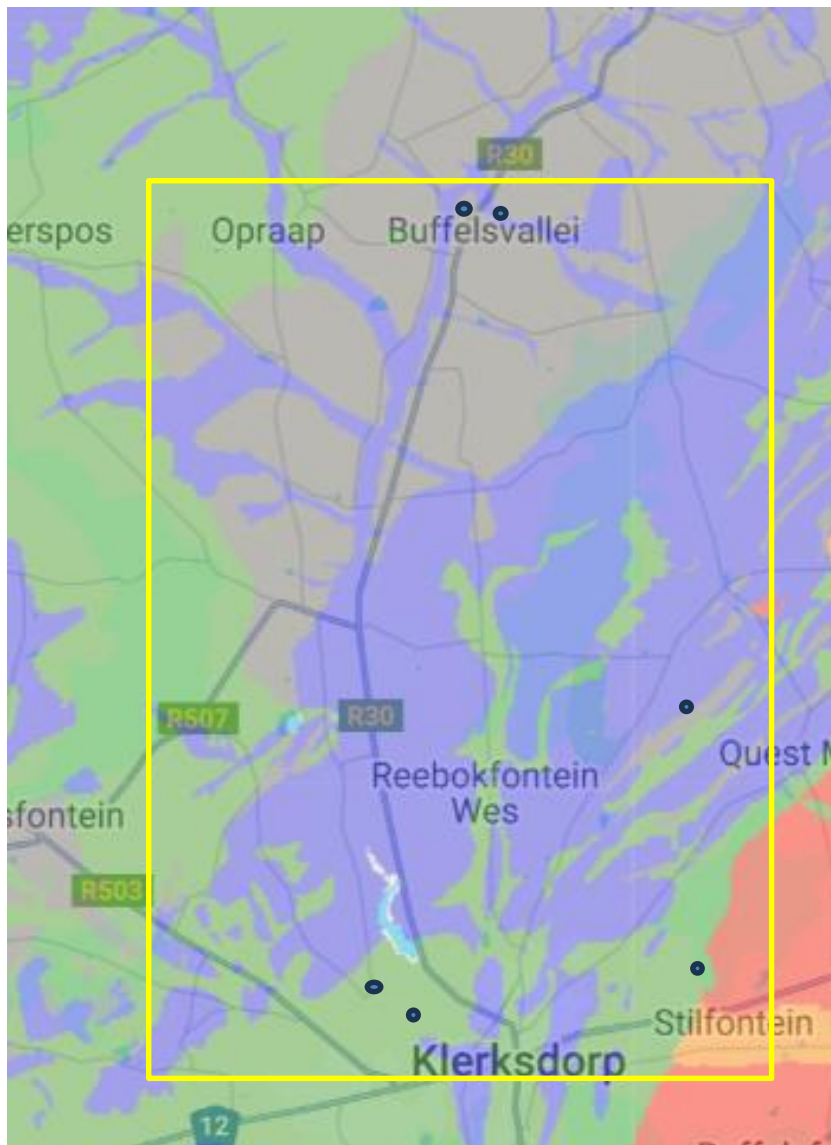 R30
erspos
Opraap
Buffelsvallei
R507
R30
Quest M
Reebokfontein
Wes
sfontein
R503
Stilfontein
Klerksdorp
12